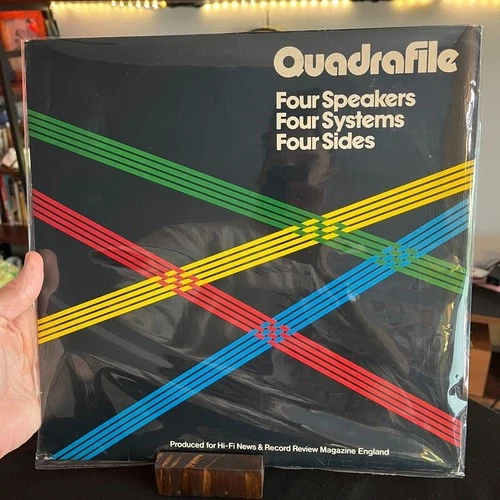 Quadrafile
Four Speakers
Four Systems
Four Sides
Produced for Hi-Fi News & Record Review Magazine England